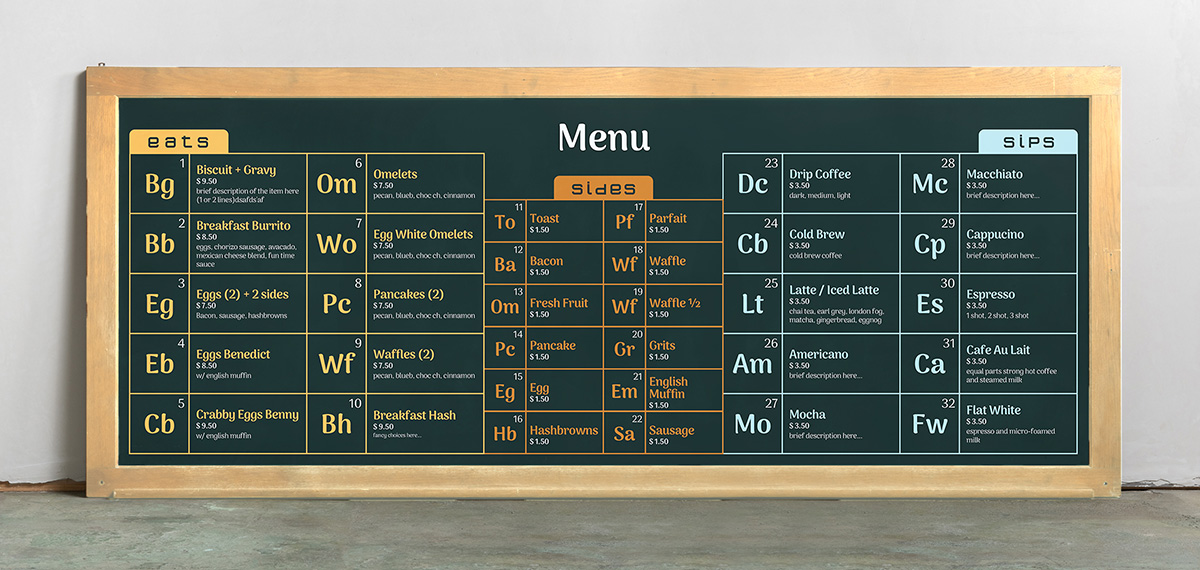 Menu
eats
1
Bg
Biscuit + Gravy
$9.50
brief description of the item here
(1 or 2 lines)dsafds'af
2
Bb
Breakfast Burrito
$8.50
eggs, chorizo sausage, avacado,
mexican cheese blend, fun time
sauce
3
Eg
Eggs (2) + 2 sides
$7.50
Bacon, sausage, hashbrowns
4
Eb
Eggs Benedict
$8.50
w/ english muffin
5
Cb
Crabby Eggs Benny
$9.50
w/ english muffin
6
Om
Omelets
$7.50
pecan, blueb, choc ch, cinnamon
7
Wo
Egg White Omelets
$7.50
pecan, blueb, choc ch, cinnamon
8
Pc
Pancakes (2)
$7.50
pecan, blueb, choc ch, cinnamon
9
Wf
Waffles (2)
$7.50
pecan, blueb, choc ch, cinnamon
10
Bh
Breakfast Hash
$9.50
fancy choices here...
sides
11
To
Toast
$1.50
12
Ba
Bacon
$1.50
13
Om
Fresh Fruit
$1.50
14
Pc
Pancake
$1.50
15
Eg
Egg
$1.50
16
Hb
Hashbrowns
$1.50
17
Pf
Parfait
$1.50
18
Wf
Waffle
$1.50
19
Wf
Waffle ½
$1.50
20
Gr
Grits
$1.50
21
Em
English
Muffin
$1.50
22
Sa
Sausage
$1.50
sips
23
Dc
Drip Coffee
$3.50
dark, medium, light
24
Cb
Cold Brew
$3.50
cold brew coffee
25
Lt
Latte / Iced Latte
$3.50
chai tea, earl grey, london fog,
matcha, gingerbread, eggnog
26
Am
Americano
$3.50
brief description here...
27
Mo
Mocha
$3.50
brief description here...
28
Mc
Macchiato
$3.50
brief description here...
29
Cp
Cappucino
$3.50
brief description here...
30
Es
Espresso
$3.50
1 shot, 2 shot, 3 shot
31
Ca
Cafe Au Lait
$3.50
equal parts strong hot coffee
and steamed milk
32
Fw
Flat White
$3.50
espresso and micro-foamed
milk